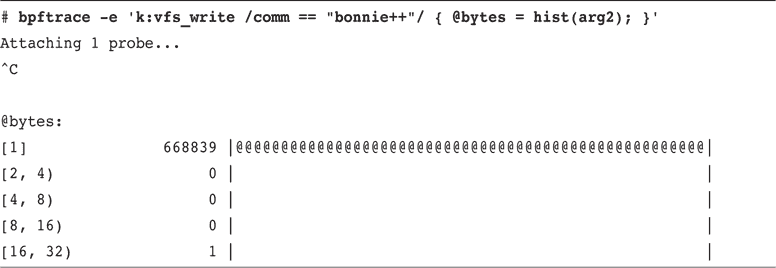 # bpftrace -e 'k:vfs_write /comm == "bonnie++"/ { @bytes = hist(arg2); }'
Attaching 1 probe...
^C
@bytes:
[1] 668839 |@@@@@@@@@@@@@@@@@@@@@@@@@@@@@@@@@@@@@@@@@@@@@@@@@@@@|
[2, 4) 0 | |
[4, 8) 0 | |
[8, 16) 0 | |
[16, 32) 1 | |